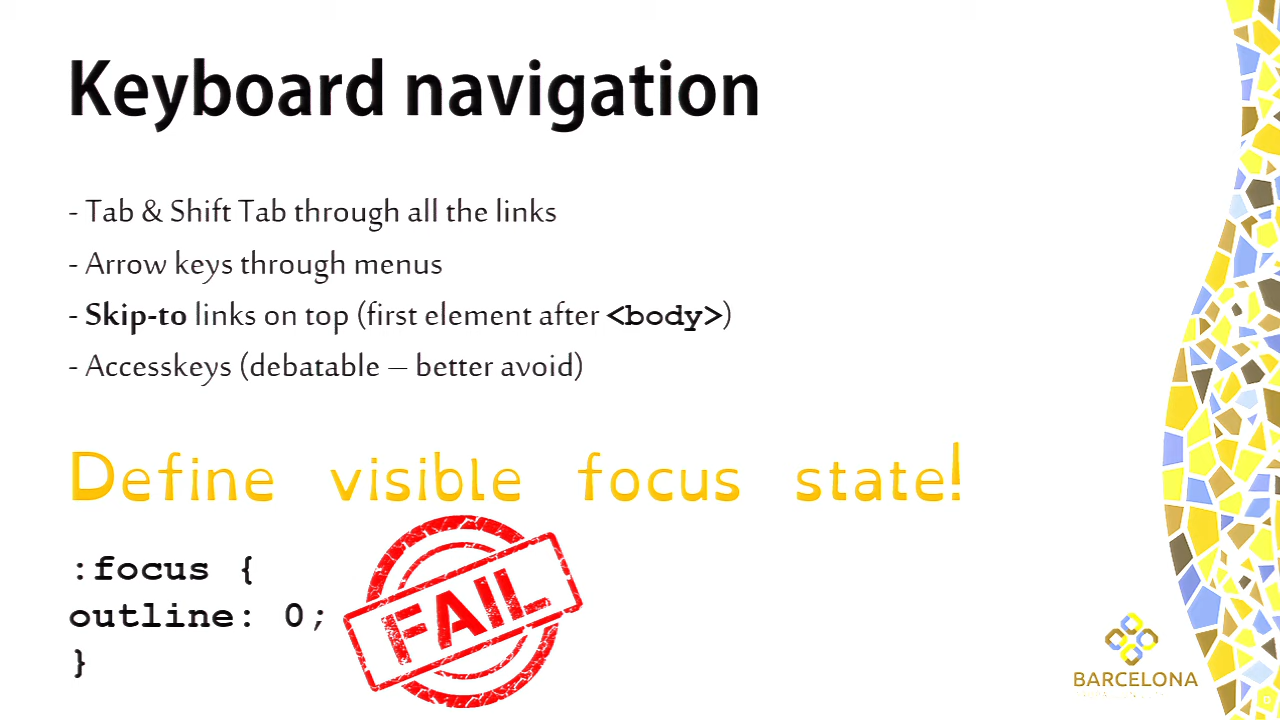 Keyboard navigation
- Tab & Shift Tab through all the links
- Arrow keys through menus
- Skip-to links on top (first element after <body>)
- Accesskeys (debatable – better avoid)
Define visible focus state!
:focus {
outline: 0;
}
FAIL
BARCELONA